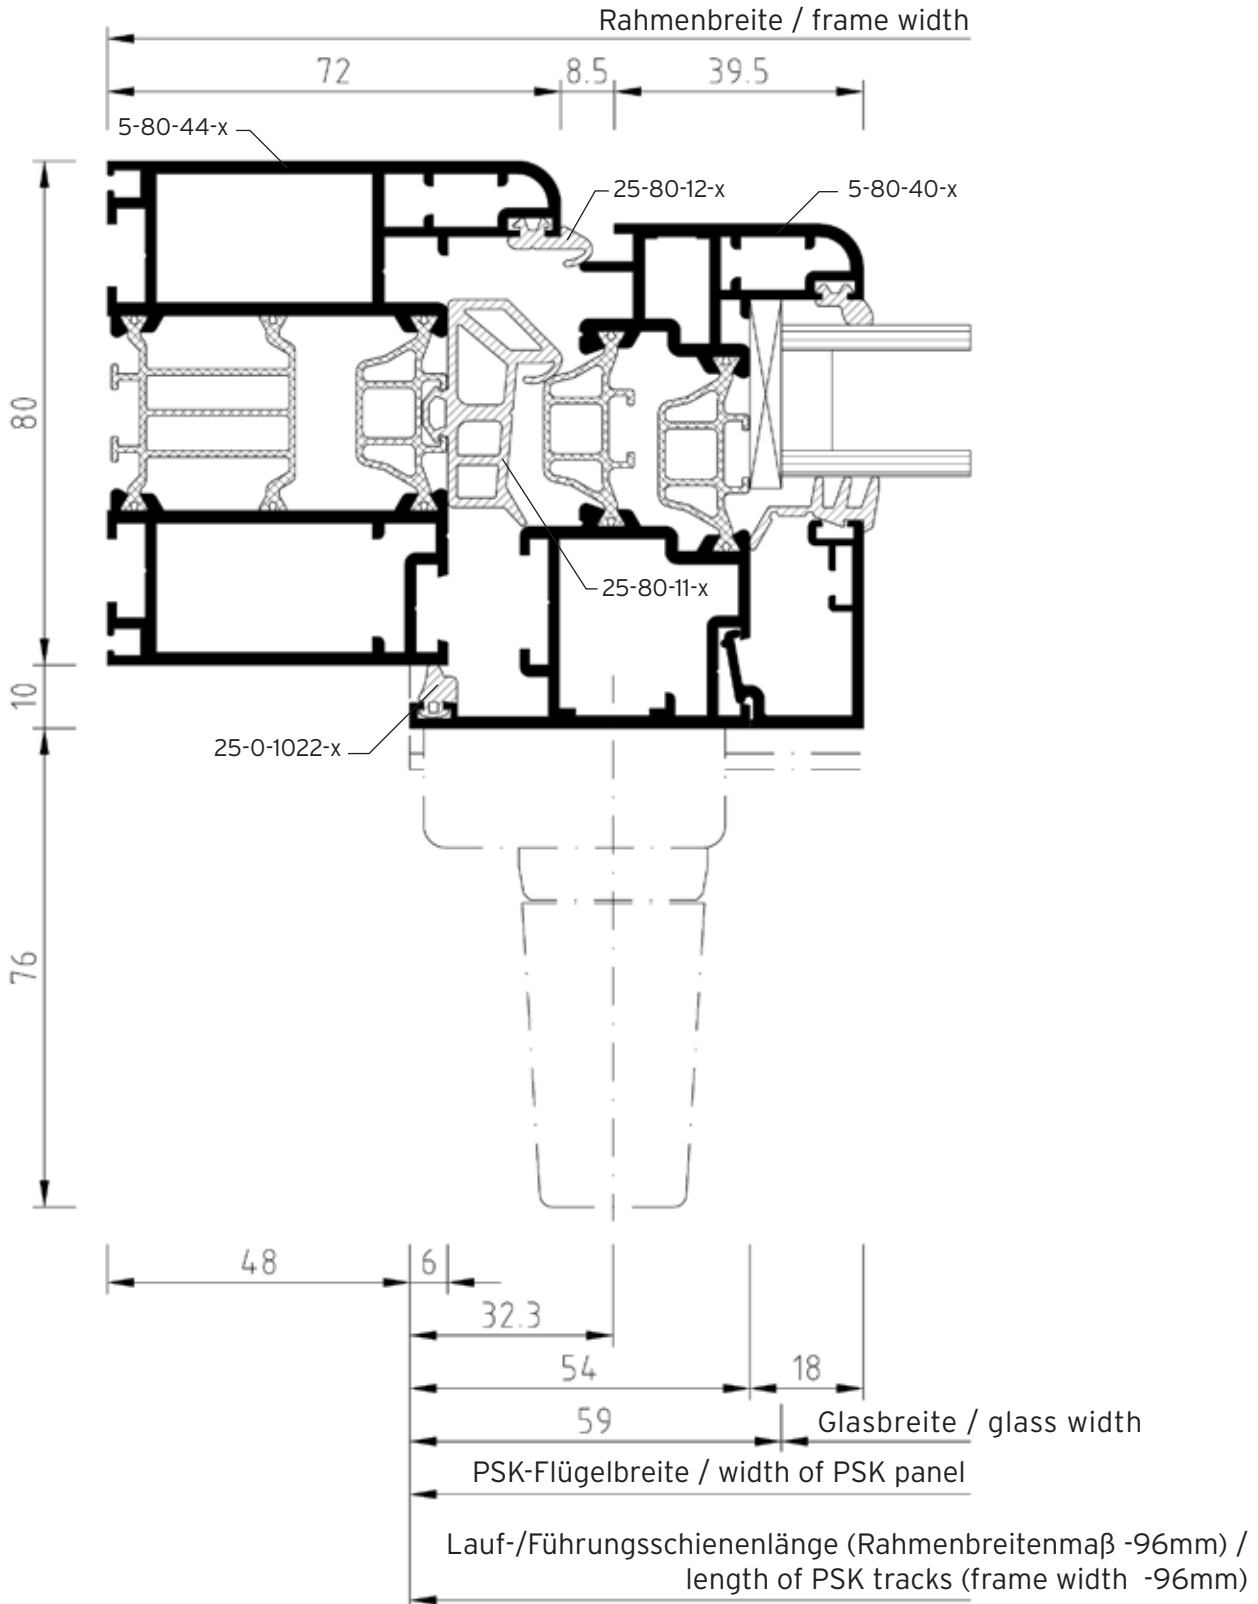 Rahmenbreite / frame width
72
8.5
39.5
5-80-44-x
25-80-12-x
5-80-40-x
80
25-80-11-x
10
25-0-1022-x
76
48
6
32.3
54
18
59
Glasbreite / glass width
PSK-Flügelbreite / width of PSK panel
Lauf-/Führungsschienenlänge (Rahmenbreitenmaß -96mm) /
length of PSK tracks (frame width -96mm)